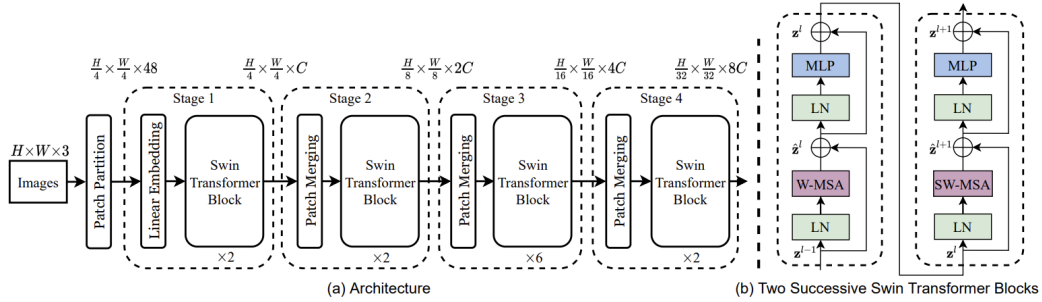 H×W×3
Images
H/4 × W/4 × 48
Patch Partition
H/4 × W/4 × C
Stage 1
Linear Embedding
Swin
Transformer
Block
×2
H/8 × W/8 × 2C
Stage 2
Patch Merging
Swin
Transformer
Block
×2
H/16 × W/16 × 4C
Stage 3
Patch Merging
Swin
Transformer
Block
×6
H/32 × W/32 × 8C
Stage 4
Patch Merging
Swin
Transformer
Block
×2
(a) Architecture
z^l
MLP
LN
ẑ^l
W-MSA
LN
z^{l-1}
z^{l+1}
MLP
LN
ẑ^{l+1}
SW-MSA
LN
z^l
(b) Two Successive Swin Transformer Blocks